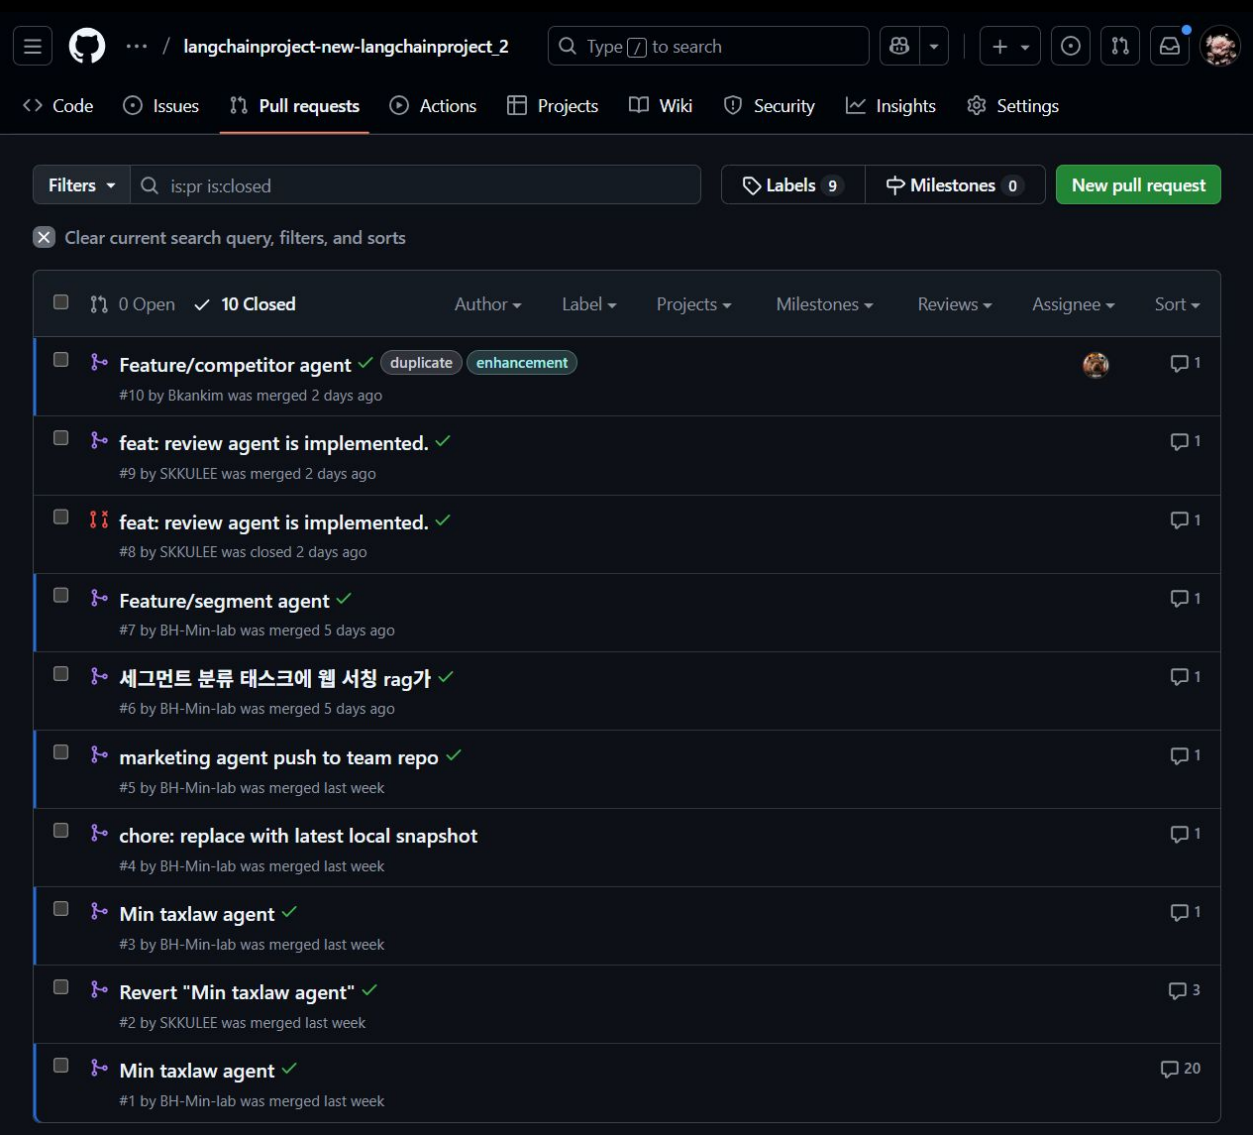 ··· / langchainproject-new-langchainproject_2 Type / to search
Code Issues Pull requests Actions Projects Wiki Security Insights Settings
Filters is:pr is:closed Labels 9 Milestones 0 New pull request
Clear current search query, filters, and sorts
0 Open 10 Closed Author Label Projects Milestones Reviews Assignee Sort
Feature/competitor agent duplicate enhancement 1
#10 by Bkankim was merged 2 days ago
feat: review agent is implemented. 1
#9 by SKKULEE was merged 2 days ago
feat: review agent is implemented. 1
#8 by SKKULEE was closed 2 days ago
Feature/segment agent 1
#7 by BH-Min-lab was merged 5 days ago
세그먼트 분류 태스크에 웹 서칭 rag가 1
#6 by BH-Min-lab was merged 5 days ago
marketing agent push to team repo 1
#5 by BH-Min-lab was merged last week
chore: replace with latest local snapshot 1
#4 by BH-Min-lab was merged last week
Min taxlaw agent 1
#3 by BH-Min-lab was merged last week
Revert "Min taxlaw agent" 3
#2 by SKKULEE was merged last week
Min taxlaw agent 20
#1 by BH-Min-lab was merged last week